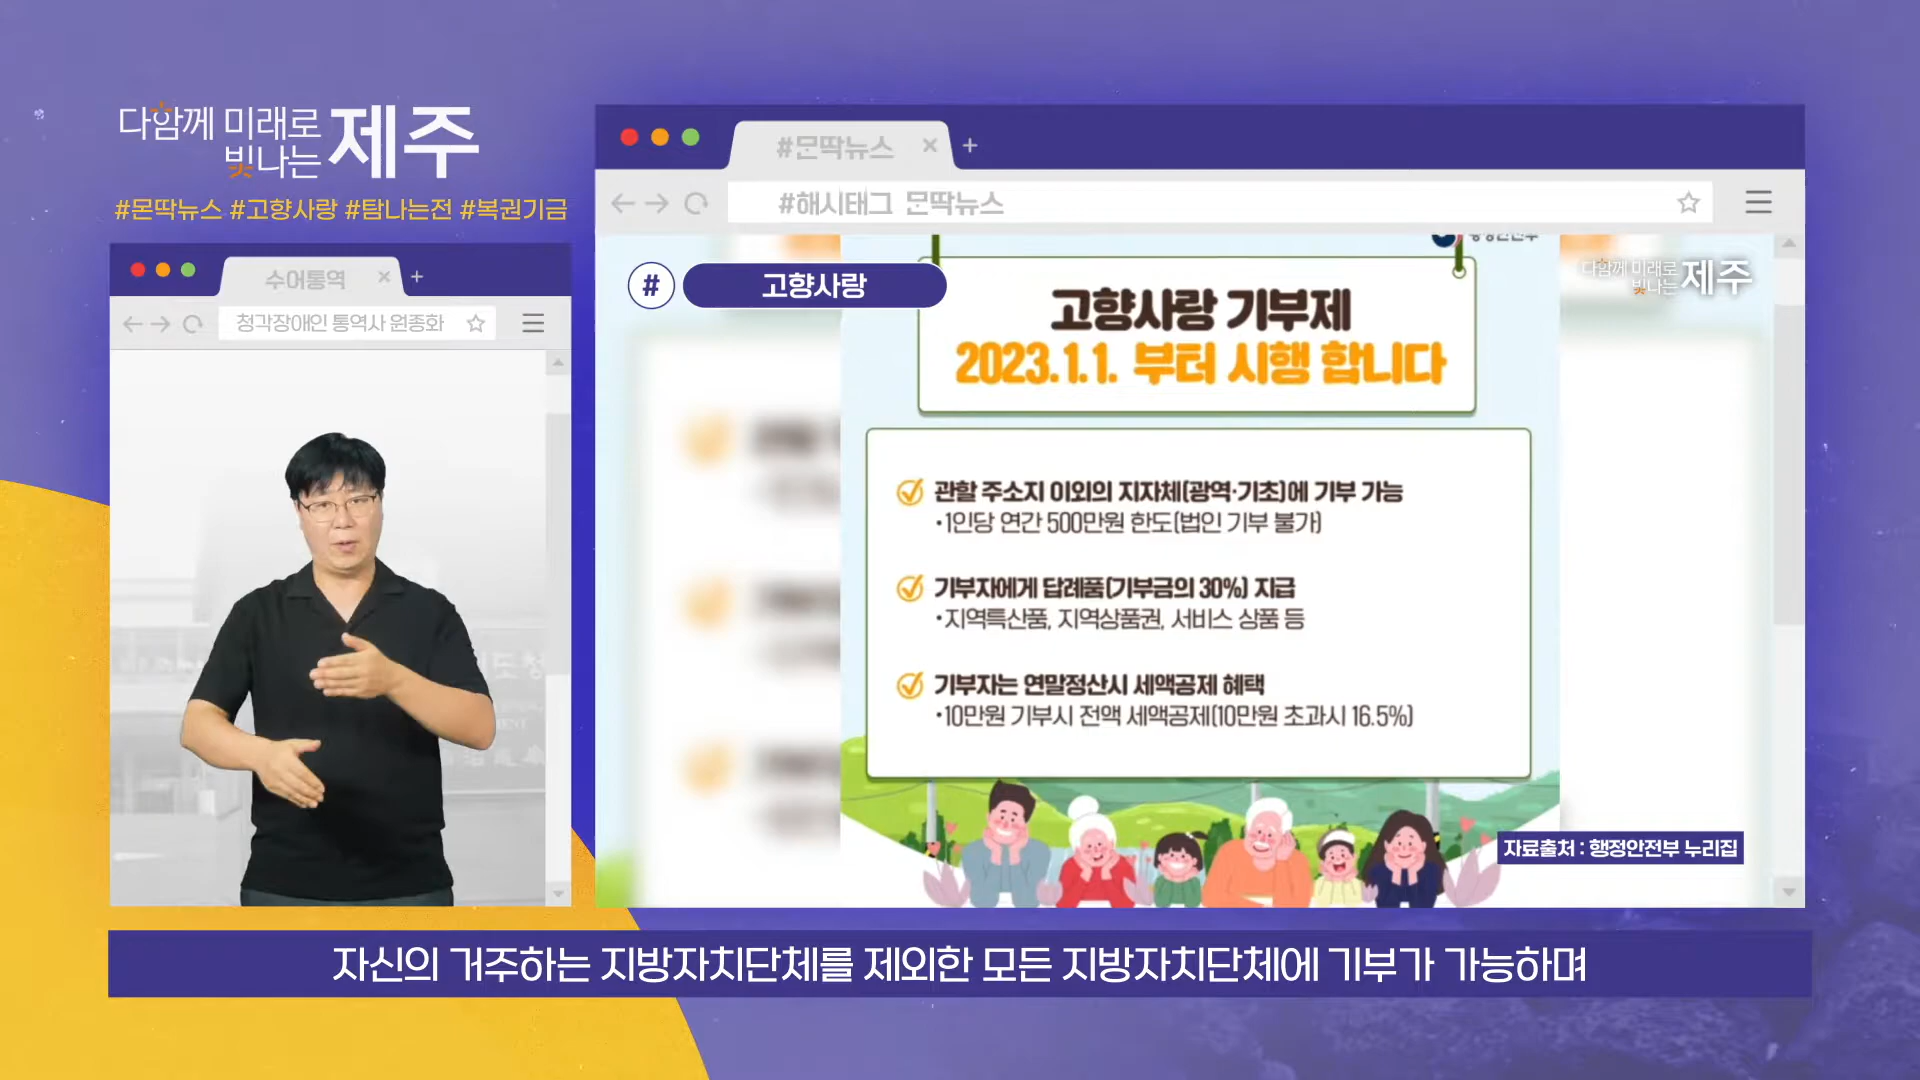 다함께 미래로
빛나는 제주
#몬딱뉴스 #고향사랑 #탐나는전 #복권기금
수어통역
청각장애인 통역사 원종화
#몬딱뉴스
#해시태그 몬딱뉴스
# 고향사랑
행정안전부
다함께 미래로
빛나는 제주
고향사랑 기부제
2023.1.1. 부터 시행 합니다
관할 주소지 이외의 지자체(광역·기초)에 기부 가능
·1인당 연간 500만원 한도(법인 기부 불가)
기부자에게 답례품(기부금의 30%) 지급
·지역특산품, 지역상품권, 서비스 상품 등
기부자는 연말정산시 세액공제 혜택
·10만원 기부시 전액 세액공제(10만원 초과시 16.5%)
자료출처 : 행정안전부 누리집
자신의 거주하는 지방자치단체를 제외한 모든 지방자치단체에 기부가 가능하며